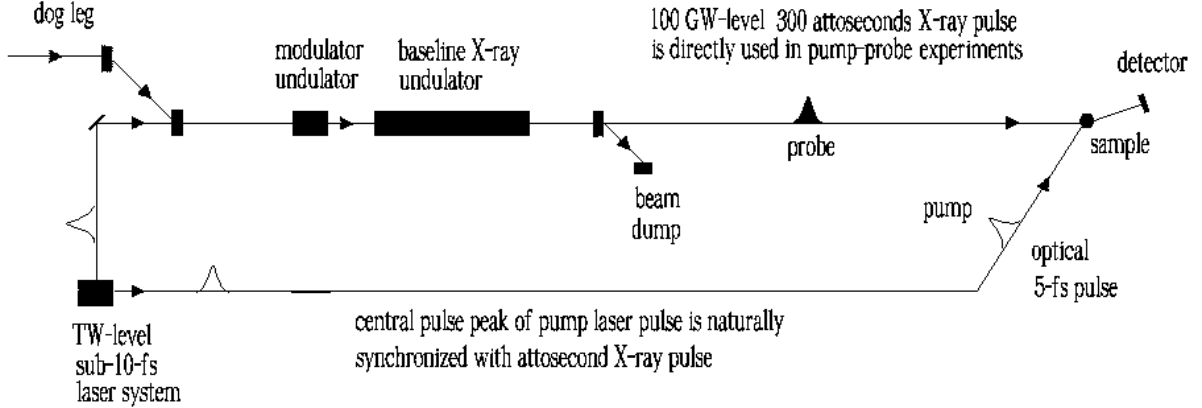 dog leg
modulator
undulator
baseline X-ray
undulator
100 GW-level 300 attoseconds X-ray pulse
is directly used in pump-probe experiments
detector
probe
sample
beam
dump
pump
optical
5-fs pulse
TW-level
sub-10-fs
laser system
central pulse peak of pump laser pulse is naturally
synchronized with attosecond X-ray pulse